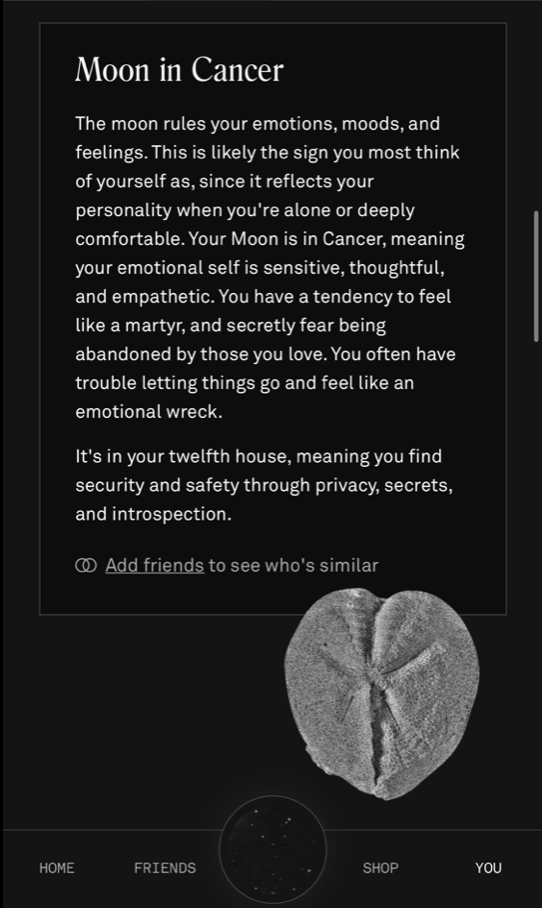 Moon in Cancer
The moon rules your emotions, moods, and
feelings. This is likely the sign you most think
of yourself as, since it reflects your
personality when you're alone or deeply
comfortable. Your Moon is in Cancer, meaning
your emotional self is sensitive, thoughtful,
and empathetic. You have a tendency to feel
like a martyr, and secretly fear being
abandoned by those you love. You often have
trouble letting things go and feel like an
emotional wreck.
It's in your twelfth house, meaning you find
security and safety through privacy, secrets,
and introspection.
Add friends to see who's similar
HOME FRIENDS SHOP YOU